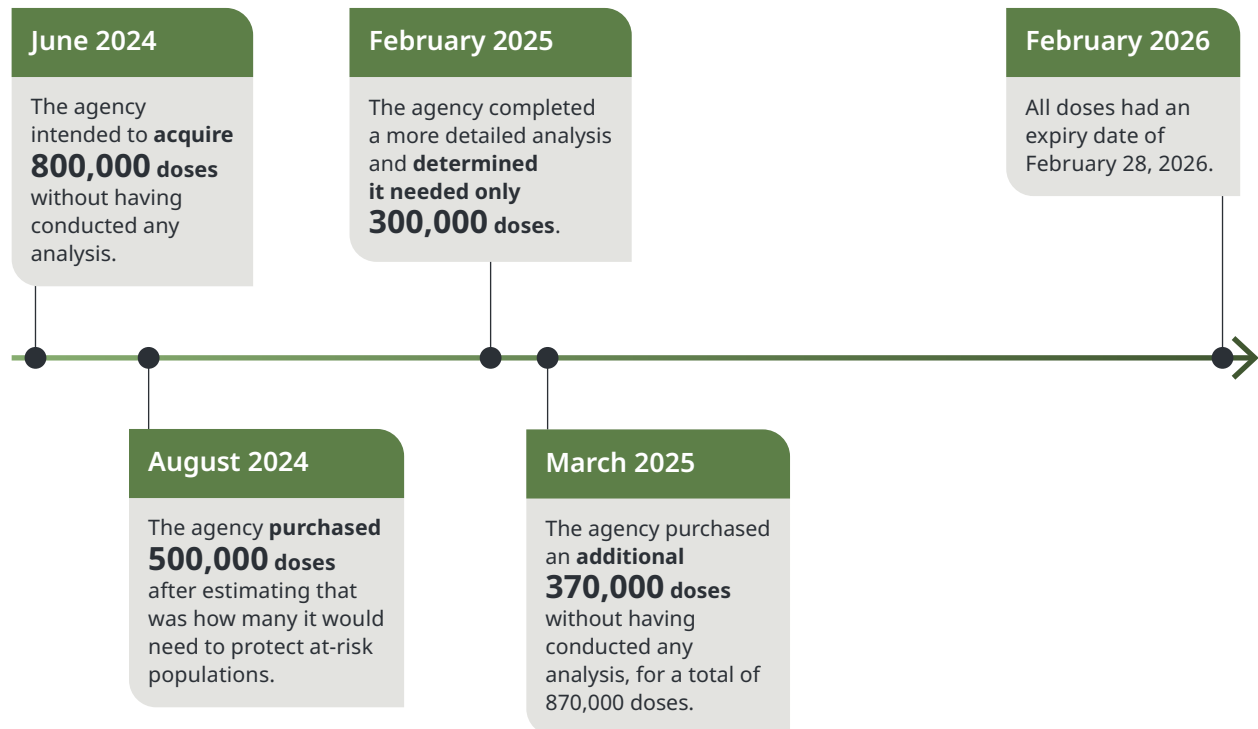 June 2024
The agency
intended to acquire
800,000 doses
without having
conducted any
analysis.
August 2024
The agency purchased
500,000 doses
after estimating that
was how many it would
need to protect at-risk
populations.
February 2025
The agency completed
a more detailed analysis
and determined
it needed only
300,000 doses.
March 2025
The agency purchased
an additional
370,000 doses
without having
conducted any
analysis, for a total of
870,000 doses.
February 2026
All doses had an
expiry date of
February 28, 2026.